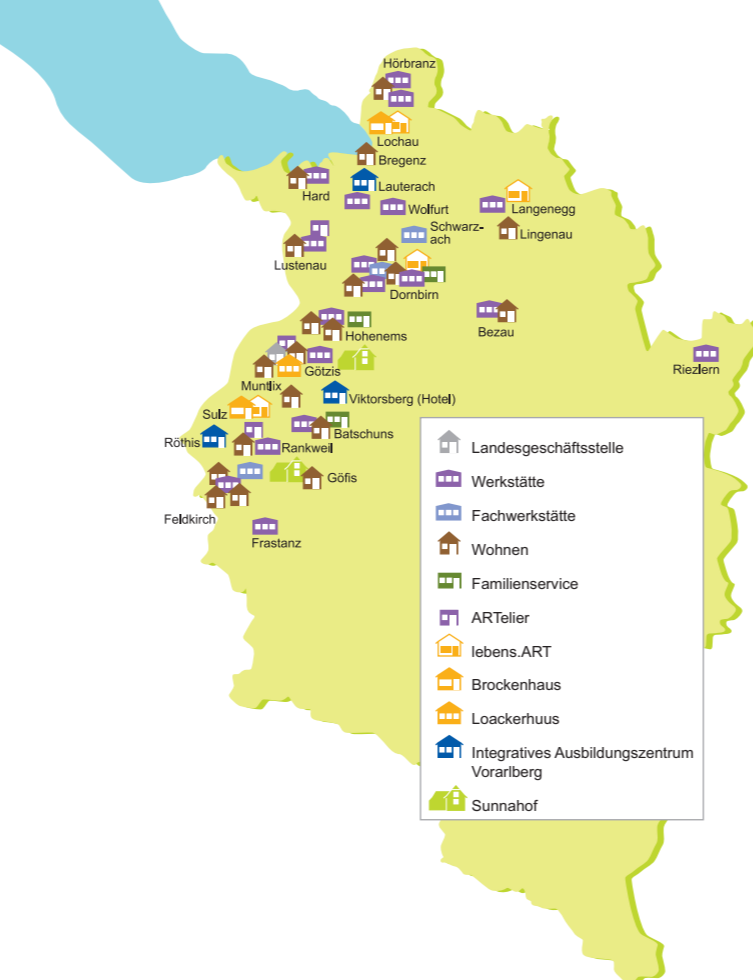 Hörbranz
Lochau
Bregenz
Lauterach
Hard
Wolfurt
Langenegg
Schwarz-
ach
Lingenau
Lustenau
Dornbirn
Hohenems
Bezau
Riezlern
Götzis
Muntlix
Viktorsberg (Hotel)
Sulz
Röthis
Batschuns
Rankweil
Göfis
Feldkirch
Frastanz
Landesgeschäftsstelle
Werkstätte
Fachwerkstätte
Wohnen
Familienservice
ARTelier
lebens.ART
Brockenhaus
Loackerhuus
Integratives Ausbildungszentrum
Vorarlberg
Sunnahof